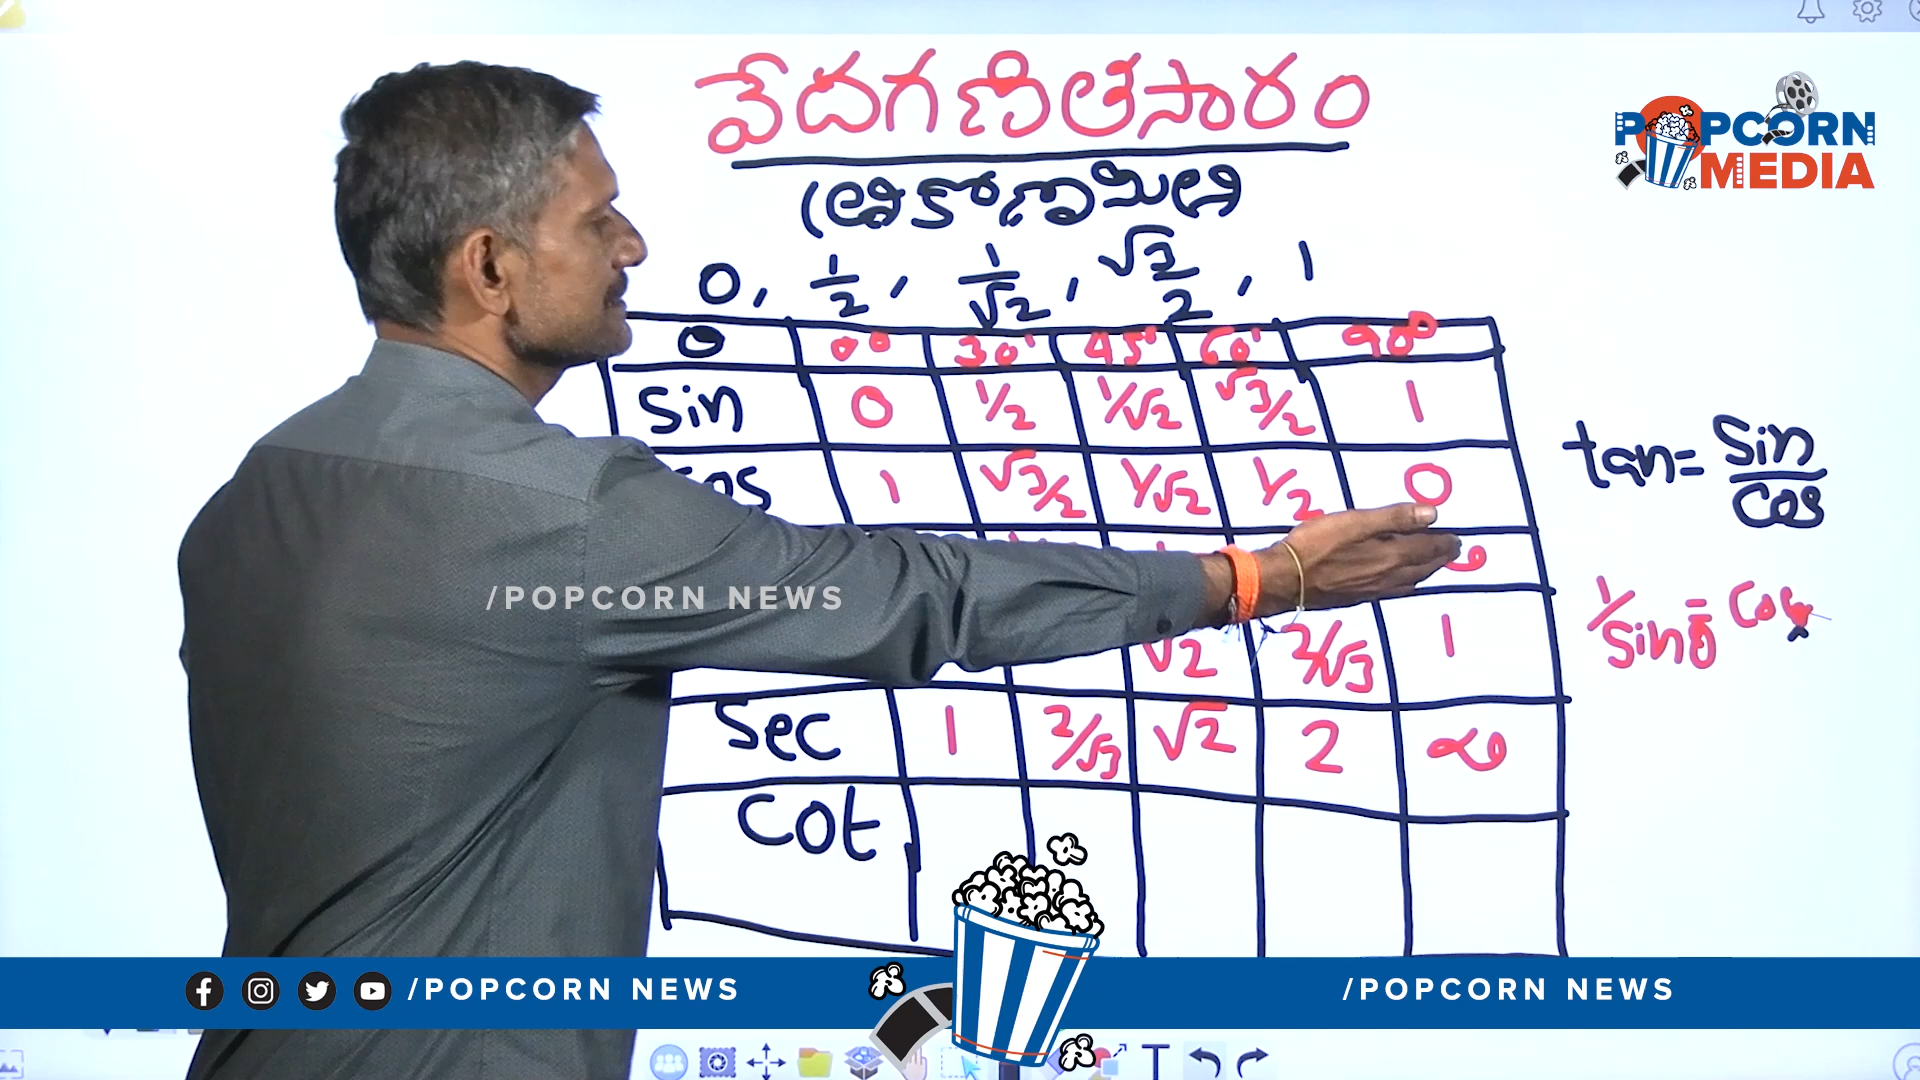 వేదగణితసారం
POPCORN
MEDIA
(త్రికోణామితి
0, 1/2, 1/√2, √3/2, 1
θ 0° 30° 45° 60° 90°
Sin 0 1/2 1/√2 √3/2 1
cos 1 √3/2 1/√2 1/2 0
tan = Sin/cos
∞
1/Sinθ =
√2 2/√3 1
/POPCORN NEWS
Sec 1 2/√3 √2 2 ∞
Cot
/POPCORN NEWS
/POPCORN NEWS